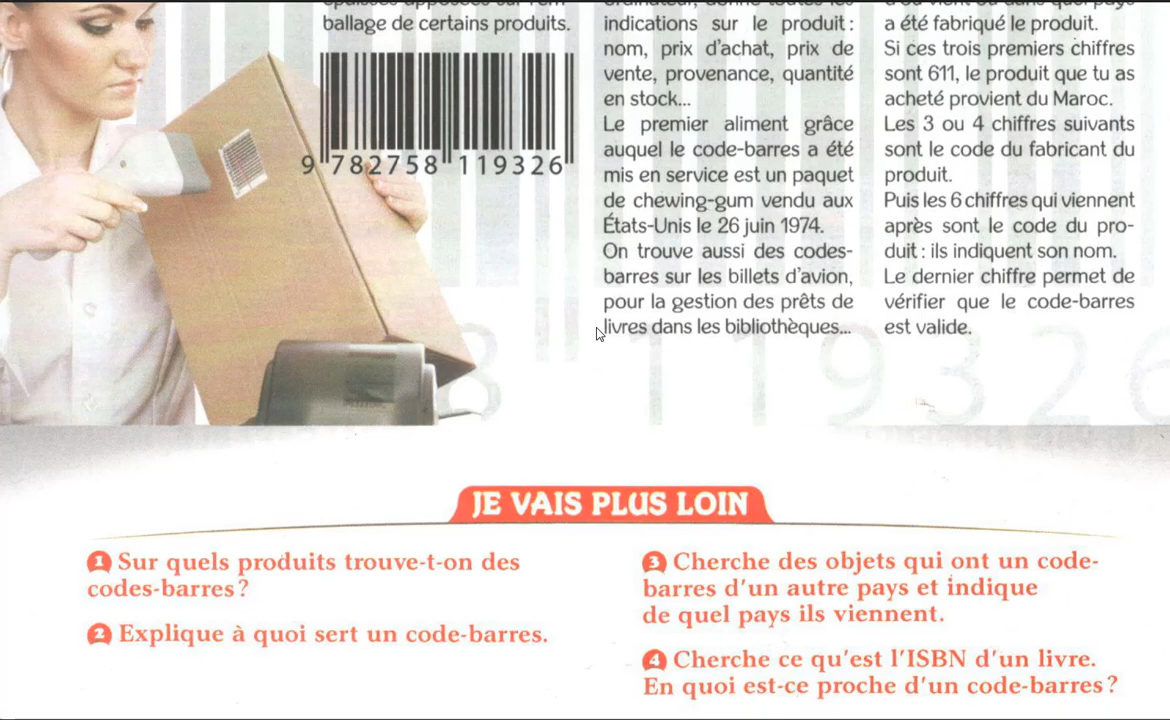 ballage de certains produits.
9 782758 119326
indications sur le produit :
nom, prix d'achat, prix de
vente, provenance, quantité
en stock...
Le premier aliment grâce
auquel le code-barres a été
mis en service est un paquet
de chewing-gum vendu aux
États-Unis le 26 juin 1974.
On trouve aussi des codes-
barres sur les billets d'avion,
pour la gestion des prêts de
livres dans les bibliothèques...
a été fabriqué le produit.
Si ces trois premiers chiffres
sont 611, le produit que tu as
acheté provient du Maroc.
Les 3 ou 4 chiffres suivants
sont le code du fabricant du
produit.
Puis les 6 chiffres qui viennent
après sont le code du pro-
duit : ils indiquent son nom.
Le dernier chiffre permet de
vérifier que le code-barres
est valide.
8 119326
JE VAIS PLUS LOIN
1 Sur quels produits trouve-t-on des
codes-barres ?
2 Explique à quoi sert un code-barres.
3 Cherche des objets qui ont un code-
barres d'un autre pays et indique
de quel pays ils viennent.
4 Cherche ce qu'est l'ISBN d'un livre.
En quoi est-ce proche d'un code-barres ?